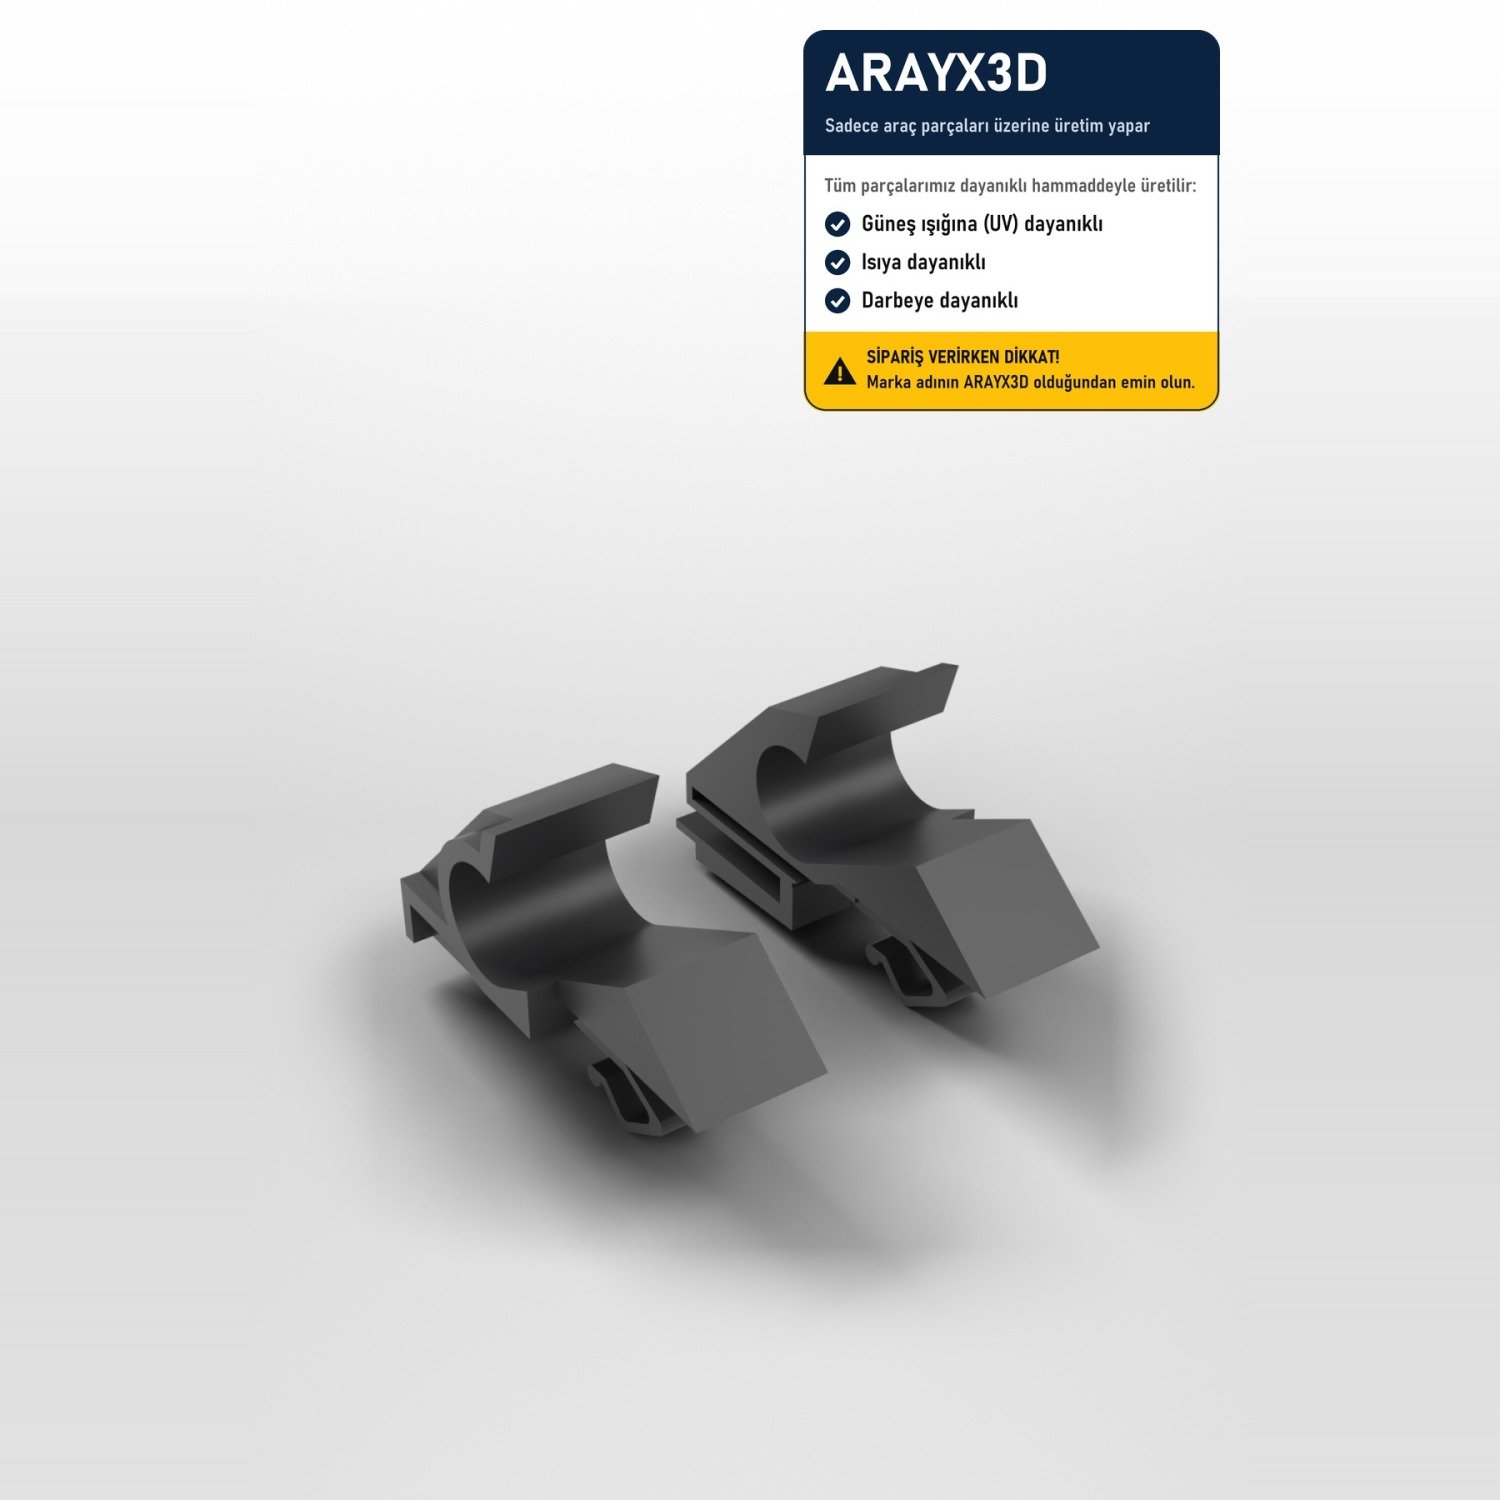 ARAYX3D
Sadece araç parçaları üzerine üretim yapar
Tüm parçalarımız dayanıklı hammaddeyle üretilir:
Güneş ışığına (UV) dayanıklı
Isıya dayanıklı
Darbeye dayanıklı
SİPARİŞ VERİRKEN DİKKAT!
Marka adının ARAYX3D olduğundan emin olun.